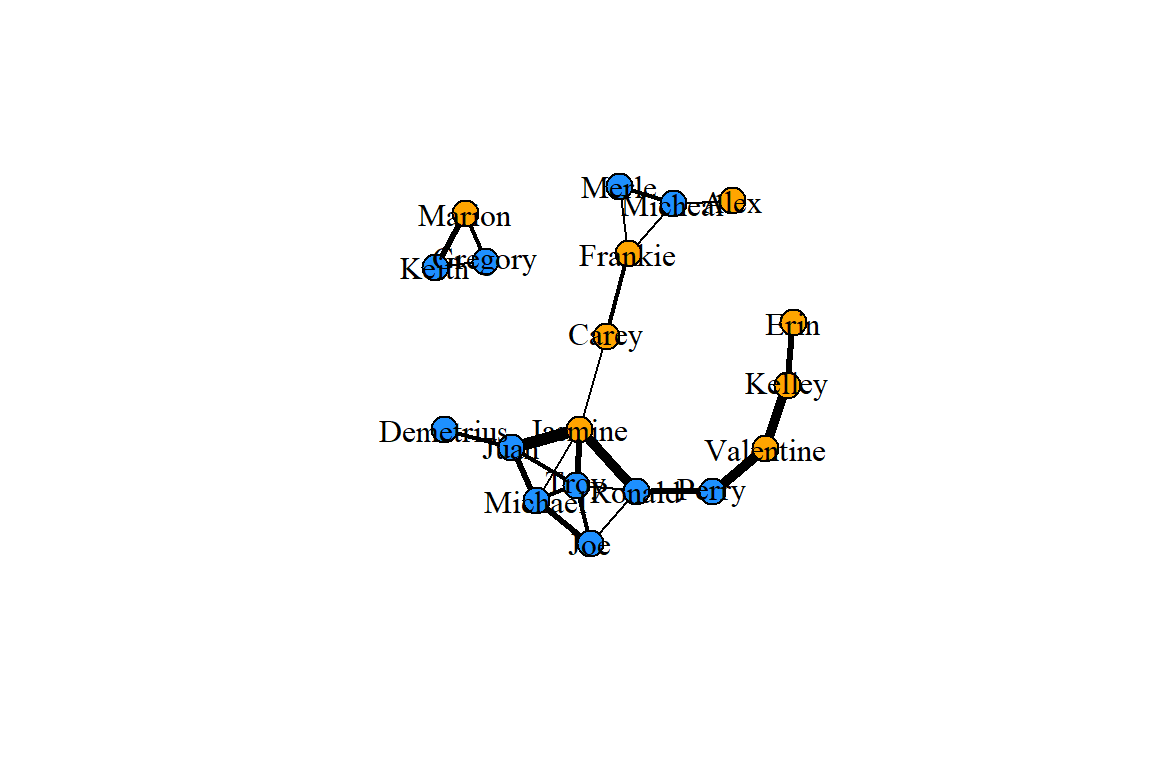 Merle
Micheal
Alex
Marion
Gregory
Keith
Frankie
Erin
Carey
Kelley
Demetrius
Jasmine
Juan
Valentine
Troy
Ronald
Perry
Michael
Joe